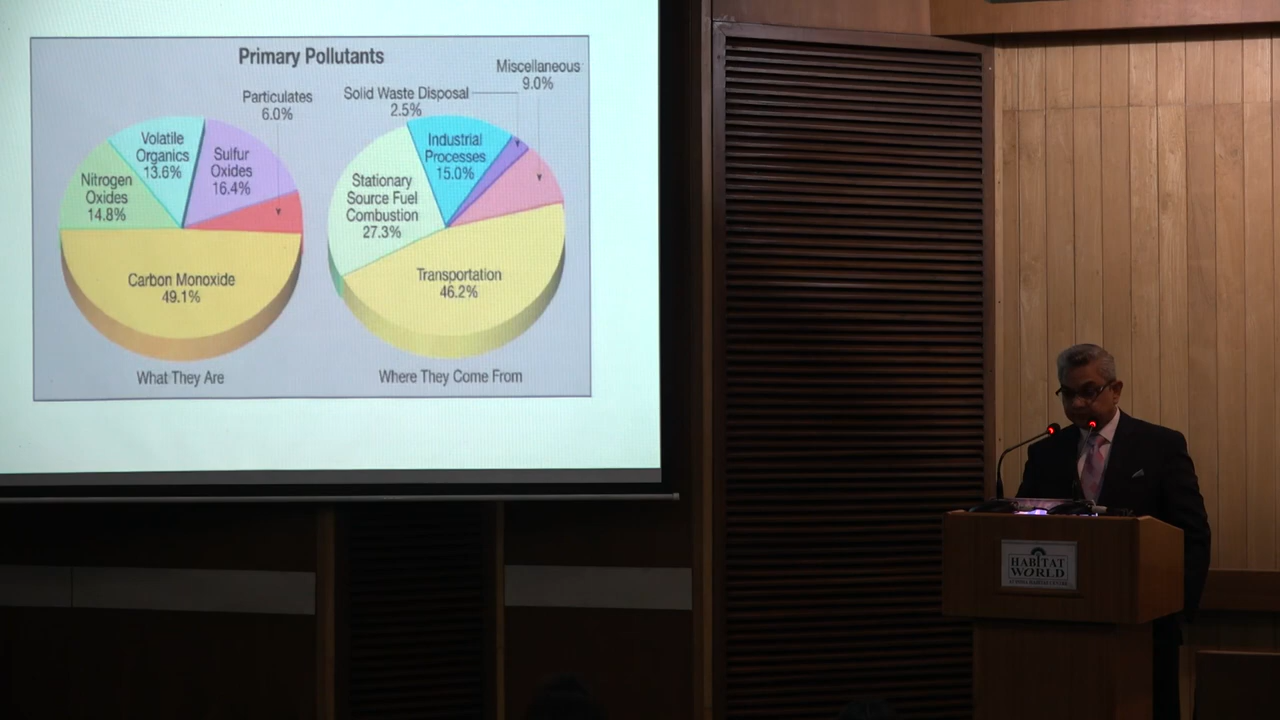 Primary Pollutants
Particulates
6.0%
Volatile
Organics
13.6%
Sulfur
Oxides
16.4%
Nitrogen
Oxides
14.8%
Carbon Monoxide
49.1%
What They Are
Miscellaneous
9.0%
Solid Waste Disposal
2.5%
Industrial
Processes
15.0%
Stationary
Source Fuel
Combustion
27.3%
Transportation
46.2%
Where They Come From
HABITAT
WORLD